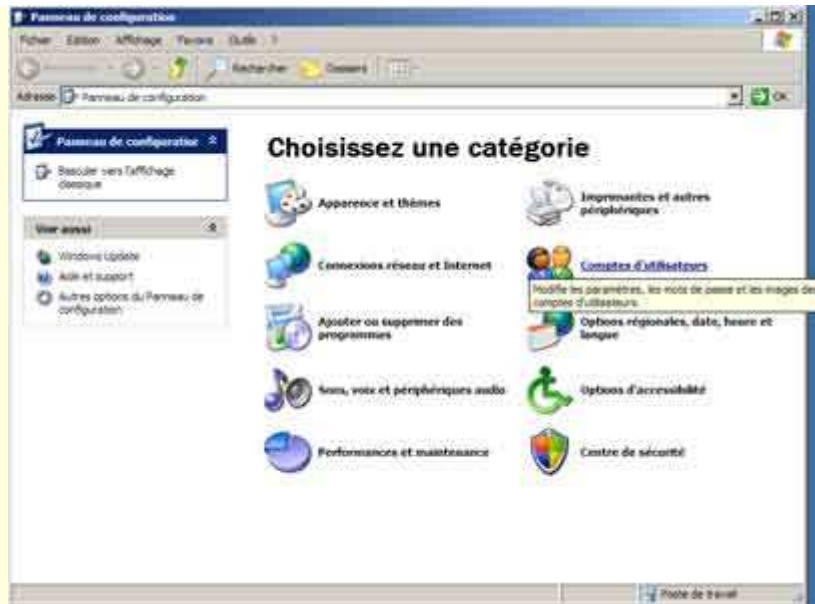 Panneau de configuration
Fichier Edition Affichage Favoris Outils ?
Rechercher Dossiers
Adresse Panneau de configuration OK
Panneau de configuration
Basculer vers l'affichage
classique
Voir aussi
Windows Update
Aide et support
Autres options du Panneau de
configuration
Choisissez une catégorie
Apparence et thèmes
Imprimantes et autres
périphériques
Connexions réseau et Internet
Comptes d'utilisateurs
Modifie les paramètres, les mots de passe et les images des
comptes d'utilisateurs.
Ajouter ou supprimer des
programmes
Options régionales, date, heure et
langue
Sons, voix et périphériques audio
Options d'accessibilité
Performances et maintenance
Centre de sécurité
Poste de travail